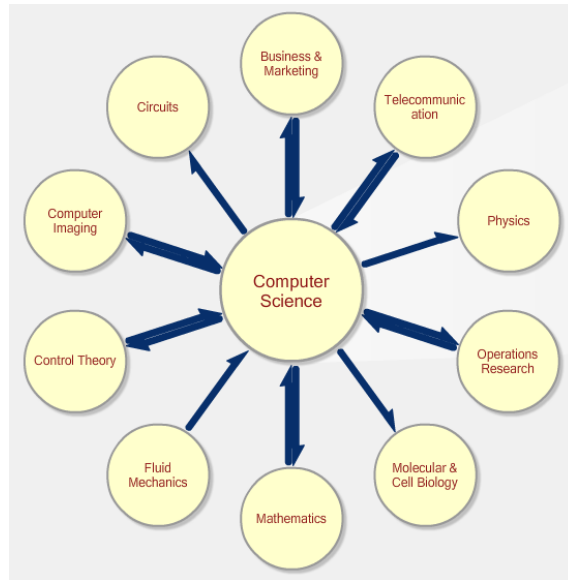 Business &
Marketing
Circuits
Telecommunic
ation
Computer
Imaging
Physics
Computer
Science
Control Theory
Operations
Research
Fluid
Mechanics
Molecular &
Cell Biology
Mathematics